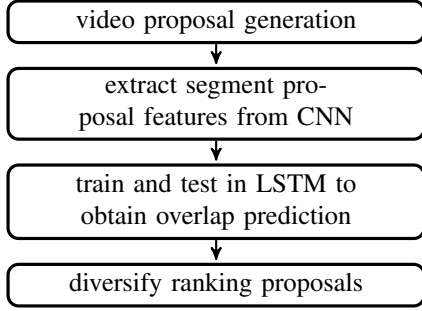 video proposal generation
extract segment pro-
posal features from CNN
train and test in LSTM to
obtain overlap prediction
diversify ranking proposals